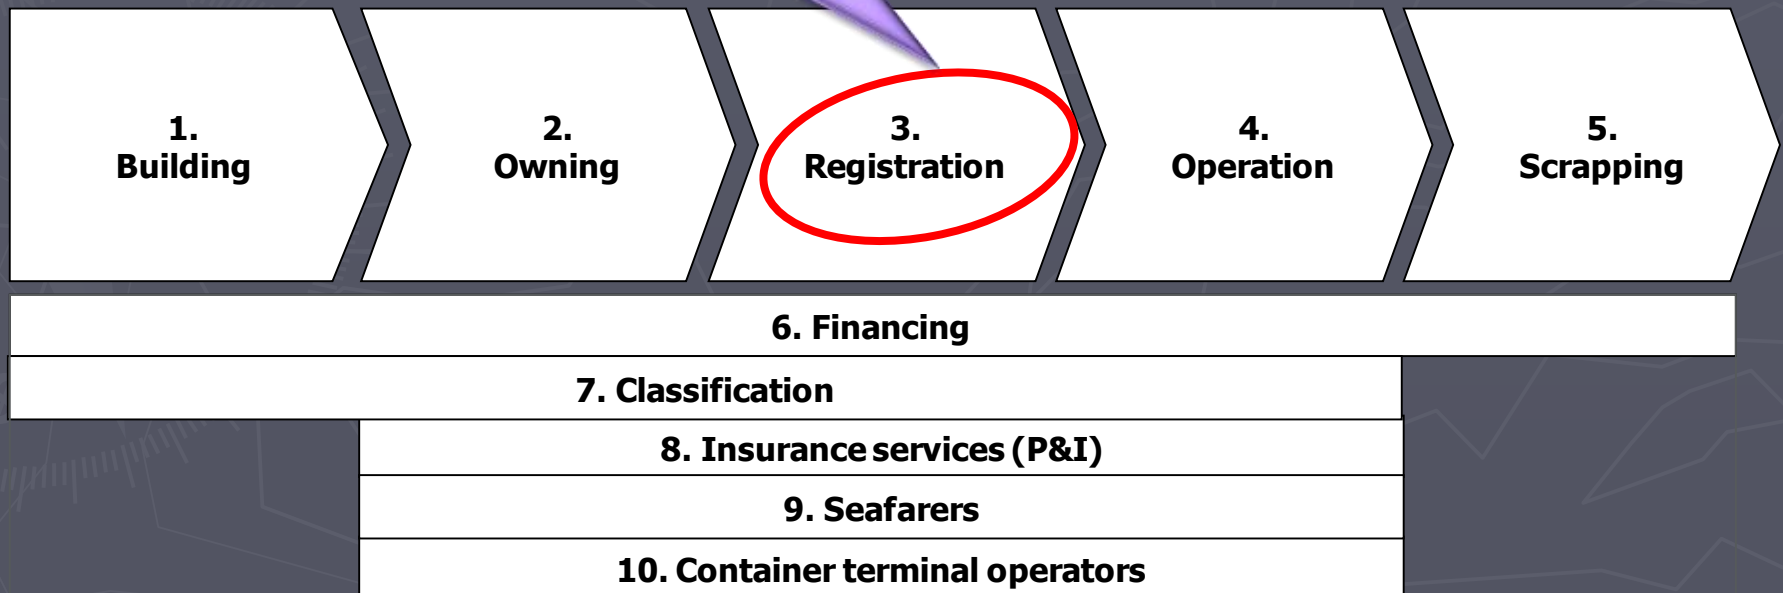 1.
Building
2.
Owning
3.
Registration
4.
Operation
5.
Scrapping
6. Financing
7. Classification
8. Insurance services (P&I)
9. Seafarers
10. Container terminal operators